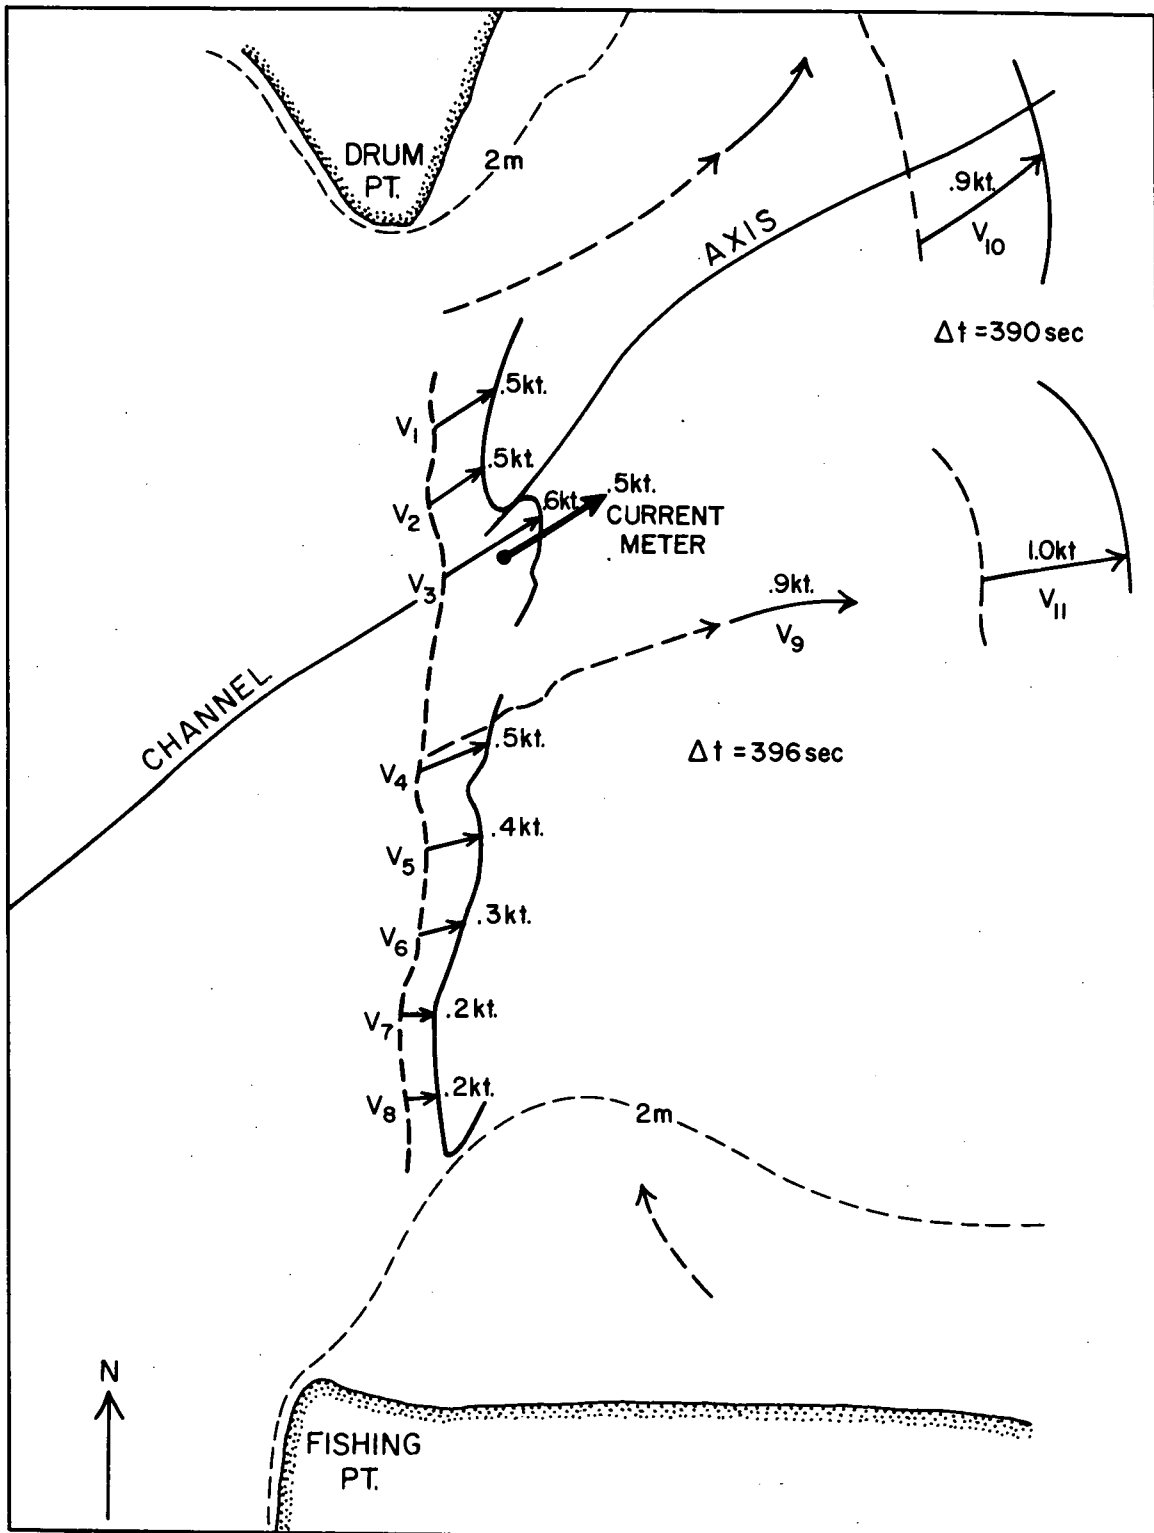 DRUM
PT.
2m
.9kt.
V10
AXIS
Δt = 390 sec
.5kt.
V1
.5kt.
V2
.6kt.
.5kt.
CURRENT
METER
V3
1.0kt
V11
.9kt.
V9
CHANNEL
.5kt.
V4
Δt = 396 sec
.4kt.
V5
.3kt.
V6
.2kt.
V7
.2kt.
V8
2m
N
FISHING
PT.